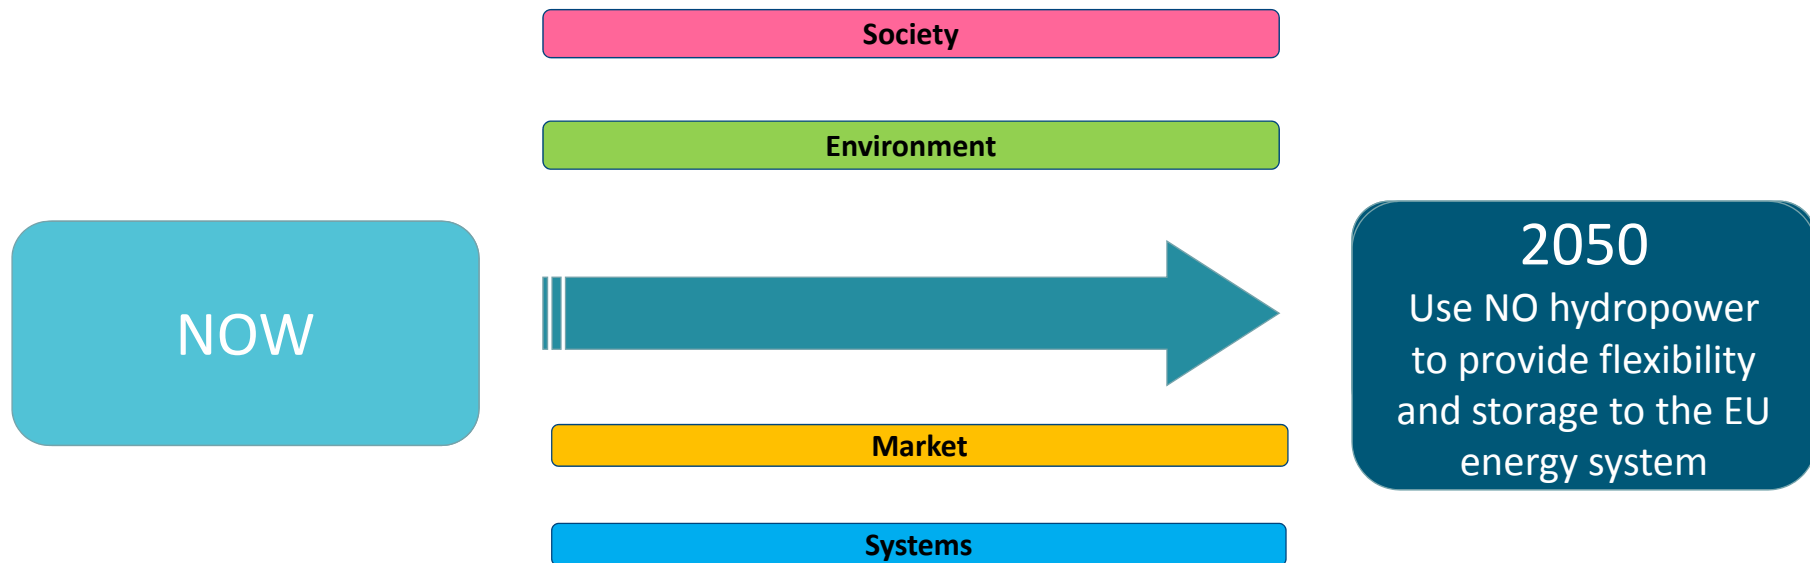 Society
Environment
NOW
2050
Use NO hydropower
to provide flexibility
and storage to the EU
energy system
Market
Systems